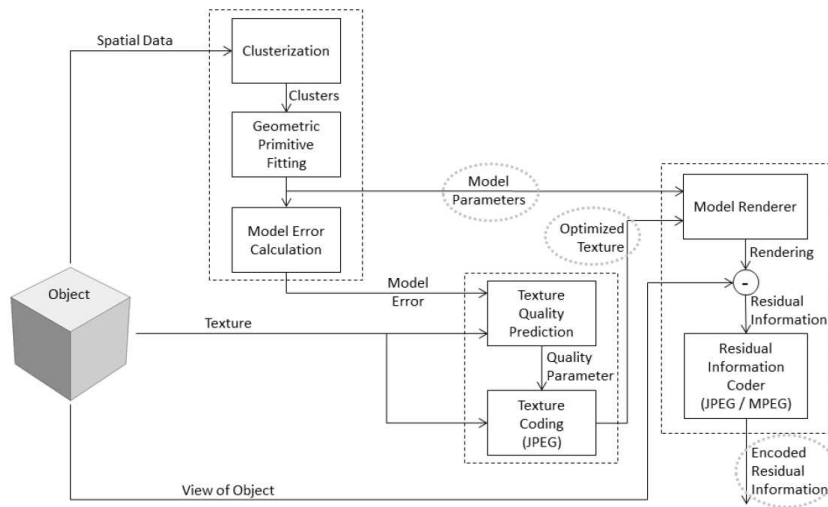 Spatial Data
Clusterization
Clusters
Geometric
Primitive
Fitting
Model
Parameters
Model Renderer
Optimized
Texture
Model Error
Calculation
Rendering
-
Object
Model
Error
Texture
Quality
Prediction
Residual
Information
Texture
Quality
Parameter
Residual
Information
Coder
(JPEG / MPEG)
Texture
Coding
(JPEG)
Encoded
Residual
Information
View of Object